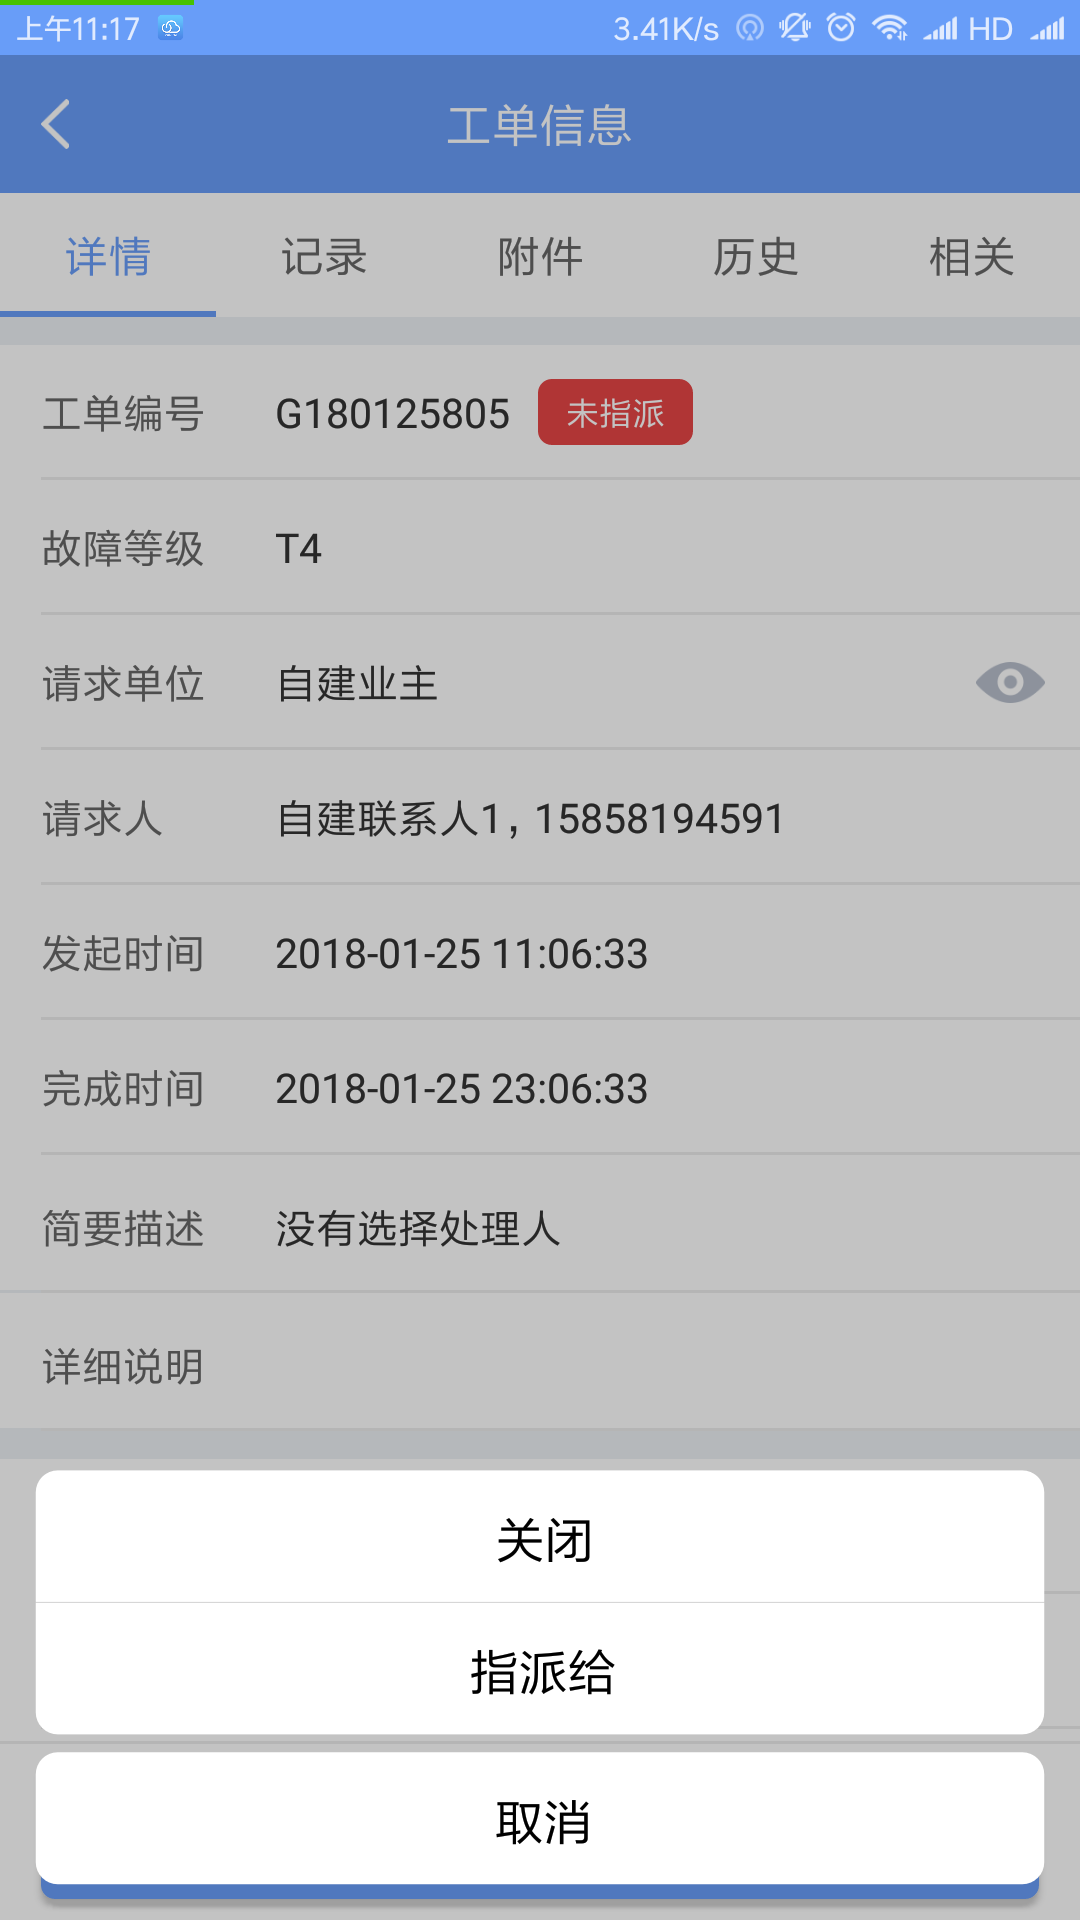 上午11:17 3.41K/s HD
工单信息
详情 记录 附件 历史 相关
工单编号 G180125805 未指派
故障等级 T4
请求单位 自建业主
请求人 自建联系人1，15858194591
发起时间 2018-01-25 11:06:33
完成时间 2018-01-25 23:06:33
简要描述 没有选择处理人
详细说明
关闭
指派给
取消